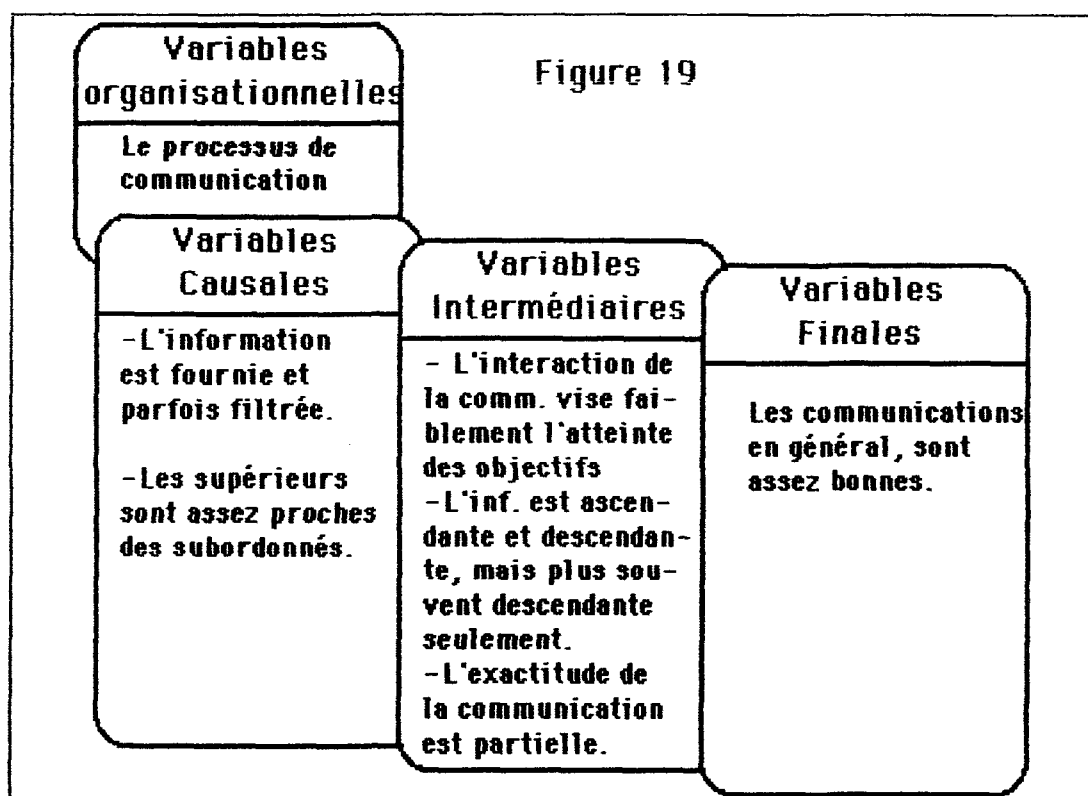 Figure 19
Variables
organisationnelles
Le processus de
communication
Variables
Causales
-L'information
est fournie et
parfois filtrée.
-Les supérieurs
sont assez proches
des subordonnés.
Variables
Intermédiaires
- L'interaction de
la comm. vise fai-
blement l'atteinte
des objectifs
-L'inf. est ascen-
dante et descendan-
te, mais plus sou-
vent descendante
seulement.
-L'exactitude de
la communication
est partielle.
Variables
Finales
Les communications
en général, sont
assez bonnes.